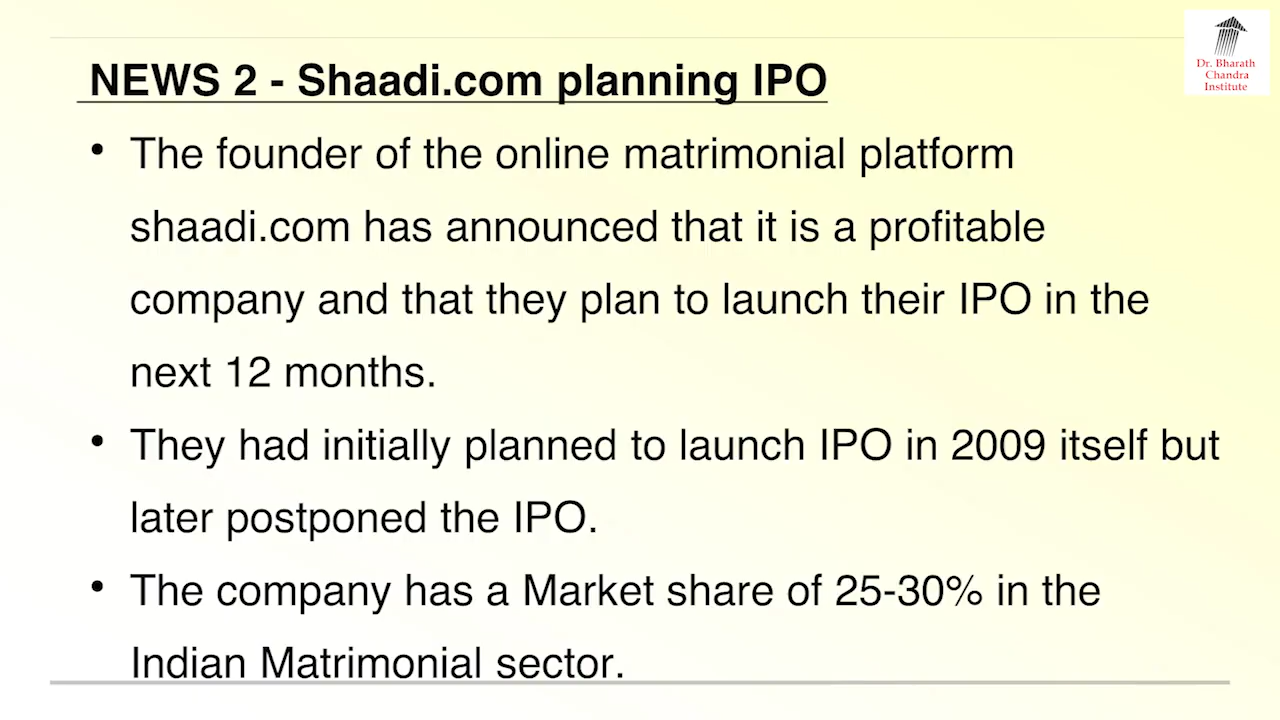 NEWS 2 - Shaadi.com planning IPO
Dr. Bharath
Chandra
Institute
• The founder of the online matrimonial platform
shaadi.com has announced that it is a profitable
company and that they plan to launch their IPO in the
next 12 months.
• They had initially planned to launch IPO in 2009 itself but
later postponed the IPO.
• The company has a Market share of 25-30% in the
Indian Matrimonial sector.